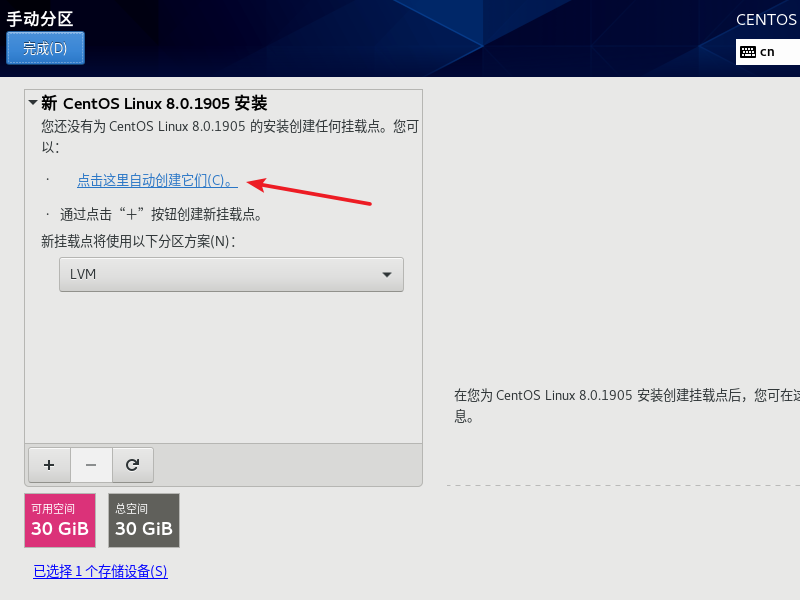 手动分区
CENTOS
完成(D)
cn
新 CentOS Linux 8.0.1905 安装
您还没有为 CentOS Linux 8.0.1905 的安装创建任何挂载点。您可
以：
· 点击这里自动创建它们(C)。
· 通过点击“＋”按钮创建新挂载点。
新挂载点将使用以下分区方案(N)：
LVM
在您为 CentOS Linux 8.0.1905 安装创建挂载点后，您可在这
息。
可用空间
30 GiB
总空间
30 GiB
已选择 1 个存储设备(S)